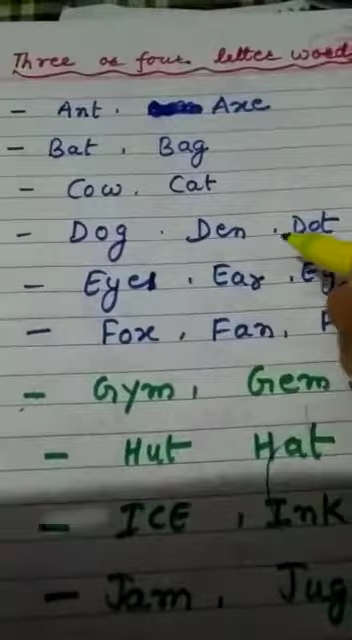 Three or four letter words
- Ant . Axe
- Bat . Bag
- Cow . Cat
- Dog . Den . Dot
- Eyes . Ear .
- Fox , Fan ,
- Gym , Gem
- Hut Hat
- ICE , Ink
- Jam , Jug